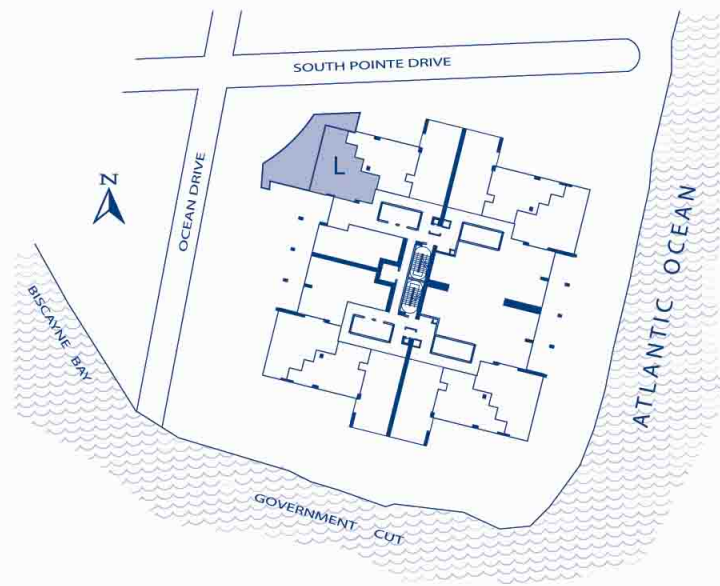 SOUTH POINTE DRIVE
L
N
OCEAN DRIVE
ATLANTIC OCEAN
BISCAYNE BAY
GOVERNMENT CUT